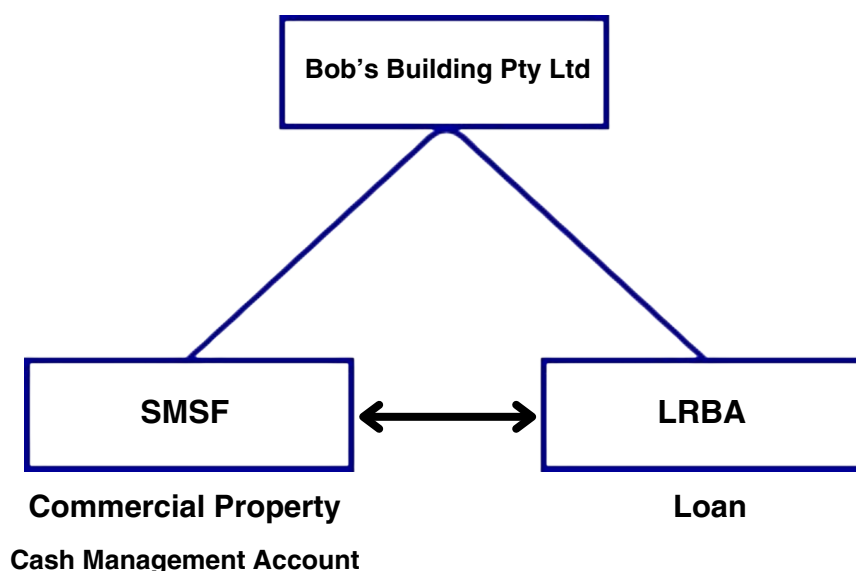 Bob's Building Pty Ltd
SMSF
LRBA
Commercial Property
Loan
Cash Management Account